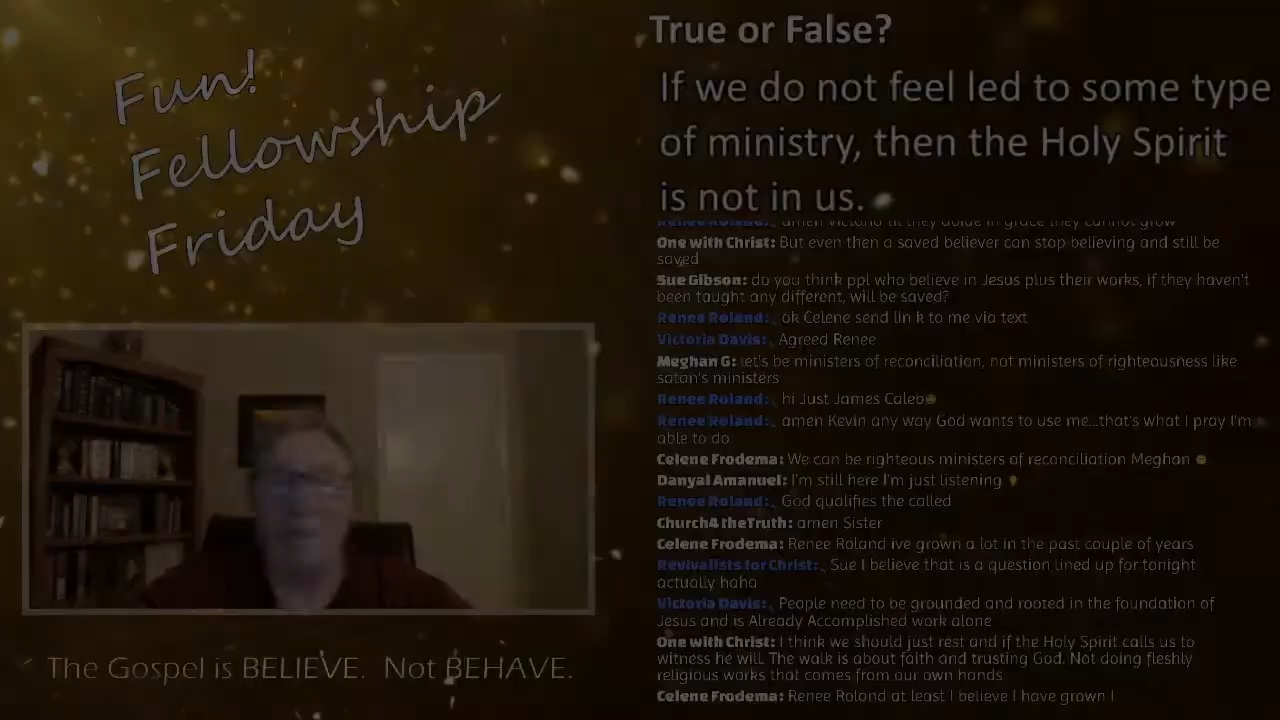 Fun!
Fellowship
Friday
The Gospel is BELIEVE. Not BEHAVE.
True or False?
If we do not feel led to some type
of ministry, then the Holy Spirit
is not in us.
Renee Roland: amen Victoria tit they abide in grace they cannot grow
One with Christ: But even then a saved believer can stop believing and still be
saved
Sue Gibson: do you think ppl who believe in Jesus plus their works, if they haven't
been taught any different, will be saved?
Renee Roland: ok Celene send lin k to me via text
Victoria Davis: Agreed Renee
Meghan G: let's be ministers of reconciliation, not ministers of righteousness like
satan's ministers
Renee Roland: hi Just James Caleb
Renee Roland: amen Kevin any way God wants to use me...that's what I pray I'm
able to do
Celene Frodema: We can be righteous ministers of reconciliation Meghan
Danyal Amanuel: I'm still here I'm just listening
Renee Roland: God qualifies the called
Church4theTruth: amen Sister
Celene Frodema: Renee Roland ive grown a lot in the past couple of years
Revivalists for Christ: Sue I believe that is a question lined up for tonight
actually haha
Victoria Davis: People need to be grounded and rooted in the foundation of
Jesus and is Already Accomplished work alone
One with Christ: I think we should just rest and if the Holy Spirit calls us to
witness he will. The walk is about faith and trusting God. Not doing fleshly
religious works that comes from our own hands
Celene Frodema: Renee Roland at least I believe I have grown !